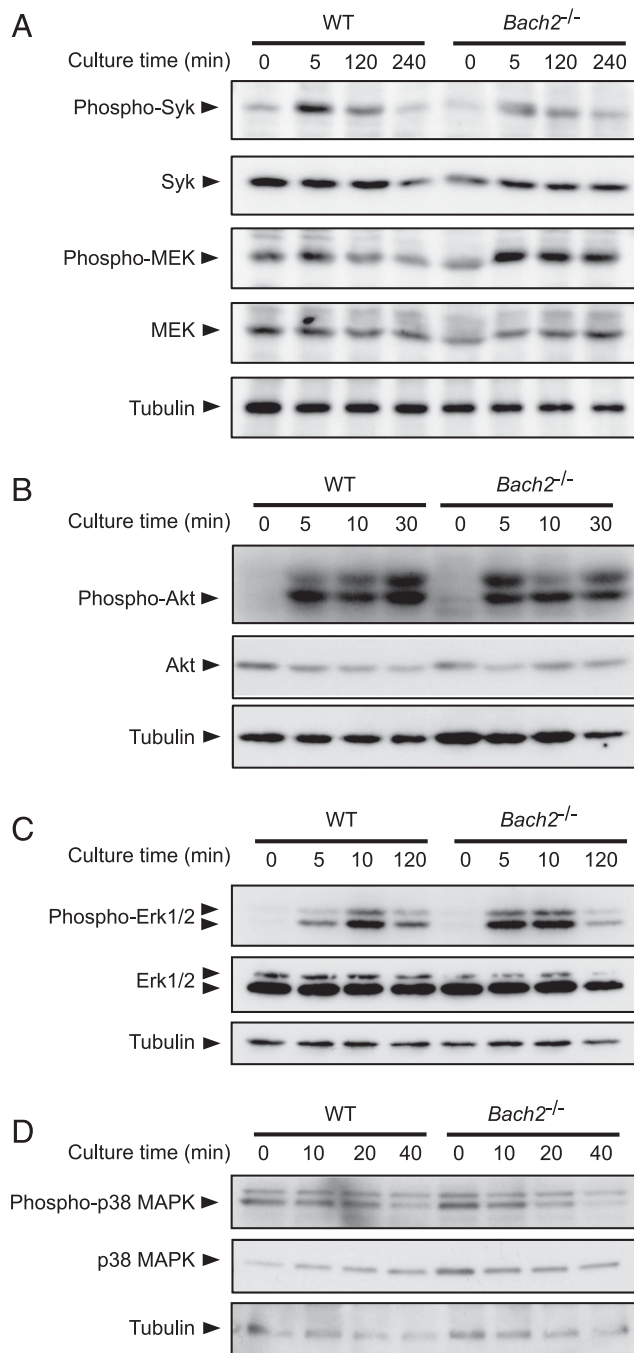 A
WT Bach2-/-
Culture time (min) 0 5 120 240 0 5 120 240
Phospho-Syk
Syk
Phospho-MEK
MEK
Tubulin
B
WT Bach2-/-
Culture time (min) 0 5 10 30 0 5 10 30
Phospho-Akt
Akt
Tubulin
C
WT Bach2-/-
Culture time (min) 0 5 10 120 0 5 10 120
Phospho-Erk1/2
Erk1/2
Tubulin
D
WT Bach2-/-
Culture time (min) 0 10 20 40 0 10 20 40
Phospho-p38 MAPK
p38 MAPK
Tubulin